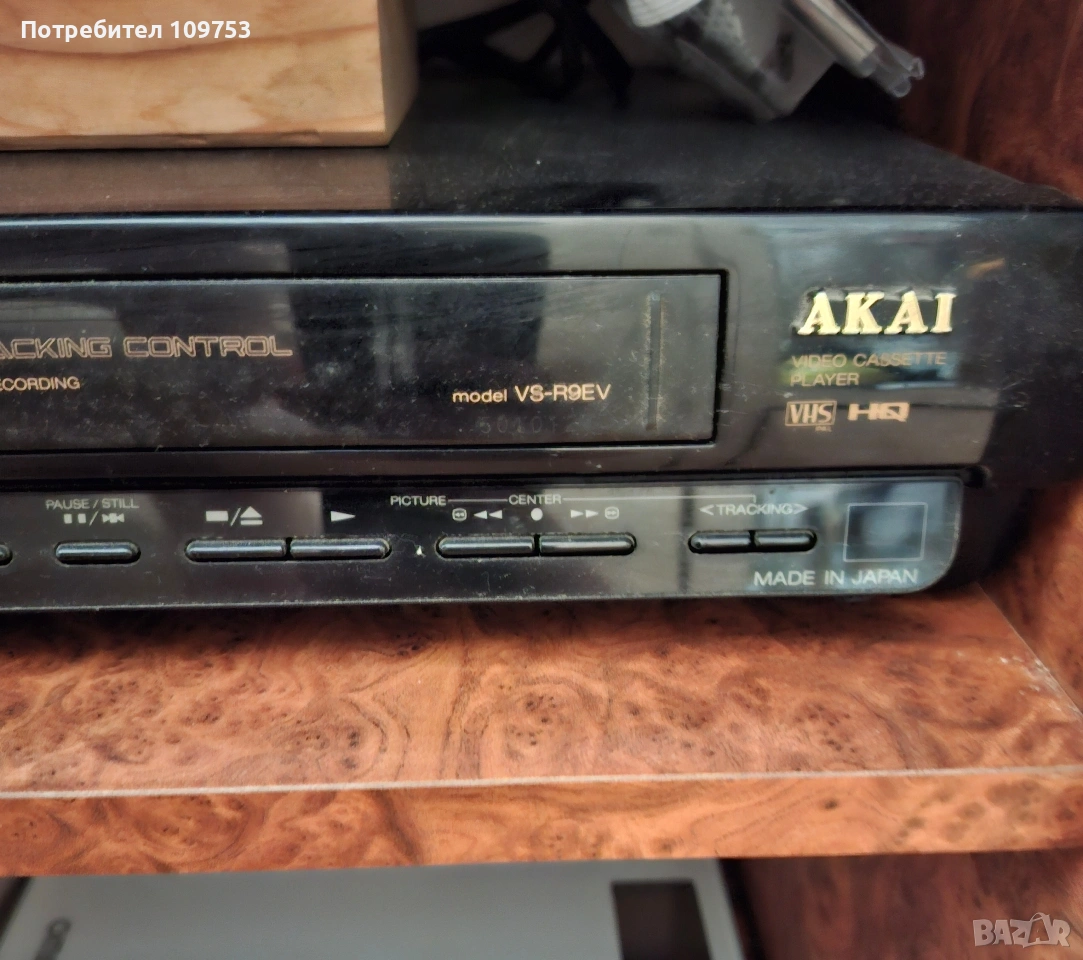 Потребител 109753
AKAI
VIDEO CASSETTE
PLAYER
VHS HQ
PAL
ACKING CONTROL
ECORDING
model VS-R9EV
PAUSE / STILL
PICTURE CENTER
<TRACKING>
MADE IN JAPAN
BAZAR